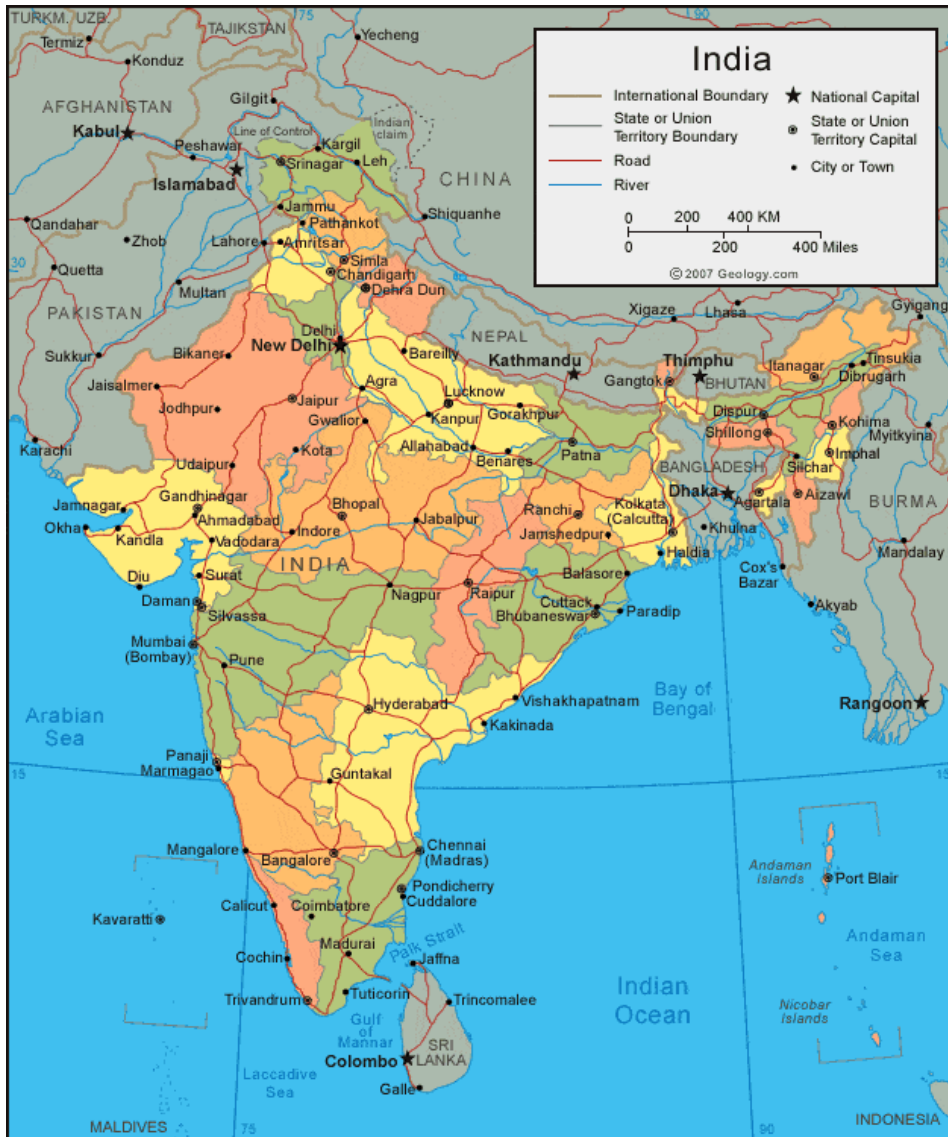 TURKM.
UZB.
75
90
TAJIKISTAN
Termiz
Yecheng
Konduz
India
International Boundary
State or Union
Territory Boundary
Road
River
National Capital
State or Union
Territory Capital
City or Town
0 200 400 KM
0 200 400 Miles
© 2007 Geology.com
AFGHANISTAN
Gilgit
Kabul
Line of Control
Indian
claim
Peshawar
Kargil
Srinagar
Leh
Islamabad
CHINA
Jammu
Shiquanhe
Qandahar
Pathankot
Zhob
Lahore
Amritsar
30
Simla
Quetta
Chandigarh
Multan
Dehra Dun
PAKISTAN
Xigaze
Lhasa
Gyigang
NEPAL
Delhi
New Delhi
Sukkur
Bikaner
Bareilly
Kathmandu
Thimphu
Itanagar
Tinsukia
Jaisalmer
Agra
Lucknow
Gangtok
BHUTAN
Dibrugarh
Jodhpur
Jaipur
Gwalior
Kanpur
Gorakhpur
Dispur
Kohima
Karachi
Allahabad
Shillong
Myitkyina
Kota
Benares
Patna
Imphal
Udaipur
BANGLADESH
Silchar
Jamnagar
Gandhinagar
Bhopal
Ranchi
Kolkata
(Calcutta)
Dhaka
Agartala
Aizawl
BURMA
Okha
Ahmadabad
Indore
Jabalpur
Jamshedpur
Khulna
Kandla
Vadodara
INDIA
Haldia
Mandalay
Diu
Surat
Balasore
Cox's
Bazar
Daman
Nagpur
Raipur
Cuttack
Akyab
Silvassa
Bhubaneswar
Paradip
Mumbai
(Bombay)
Pune
Arabian
Sea
Hyderabad
Vishakhapatnam
Bay of
Bengal
Rangoon
Kakinada
Panaji
Marmagao
15
Guntakal
15
Mangalore
Bangalore
Chennai
(Madras)
Andaman
Islands
Port Blair
Pondicherry
Cuddalore
Kavaratti
Calicut
Coimbatore
Andaman
Sea
Madurai
Palk Strait
Cochin
Jaffna
Trivandrum
Tuticorin
Trincomalee
Indian
Ocean
Nicobar
Islands
Gulf
of
Mannar
Colombo
SRI
LANKA
Laccadive
Sea
Galle
MALDIVES
75
90
INDONESIA